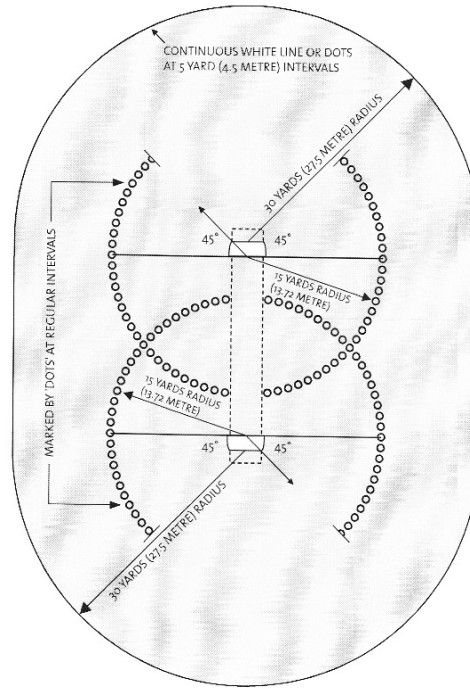 CONTINUOUS WHITE LINE OR DOTS
AT 5 YARD (4.5 METRE) INTERVALS
30 YARDS (27.5 METRE) RADIUS
MARKED BY 'DOTS' AT REGULAR INTERVALS
45°
45°
15 YARDS RADIUS
(13.72 METRE)
15 YARDS RADIUS
(13.72 METRE)
45°
45°
30 YARDS (27.5 METRE) RADIUS